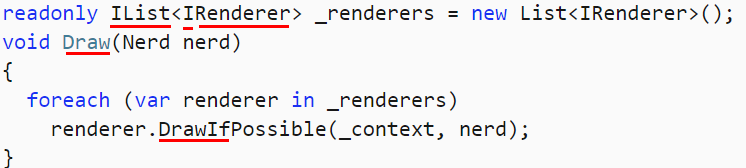 readonly IList<IRenderer> _renderers = new List<IRenderer>();
void Draw(Nerd nerd)
{
foreach (var renderer in _renderers)
renderer.DrawIfPossible(_context, nerd);
}